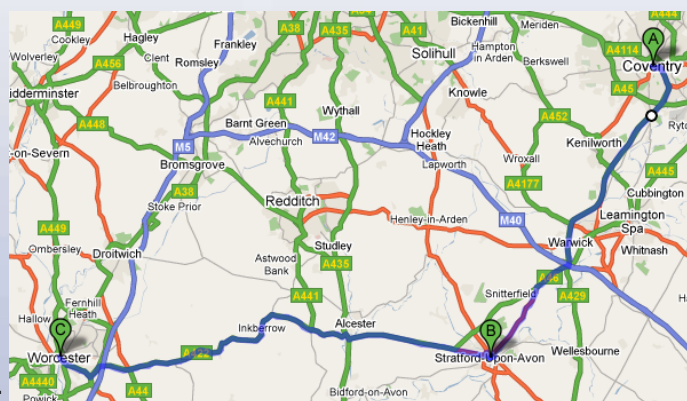 A449
A38
A435
A41
Bickenhill
Meriden
A444
Wolverley
Cookley
Hagley
Frankley
Solihull
Hampton
in Arden
A4114
A
Coventry
A456
Clent
Romsley
Berkswell
Belbroughton
A45
idderminster
A441
Wythall
Knowle
A452
Ryto
A448
M5
Barnt Green
M42
Hockley
Heath
Kenilworth
-on-Severn
Alvechurch
Bromsgrove
Lapworth
Wroxall
A445
A38
A4177
Cubbington
Redditch
M40
Leamington
Spa
A449
Stoke Prior
Henley-in-Arden
Ombersley
Droitwich
Studley
Warwick
Whitnash
Astwood
Bank
A435
A46
Snitterfield
A429
Hallow
Fernhill
Heath
A441
C
Inkberrow
Alcester
B
Worcester
A422
Stratford-Upon-Avon
Wellesbourne
A4440
Powick
A44
Bidford-on-Avon